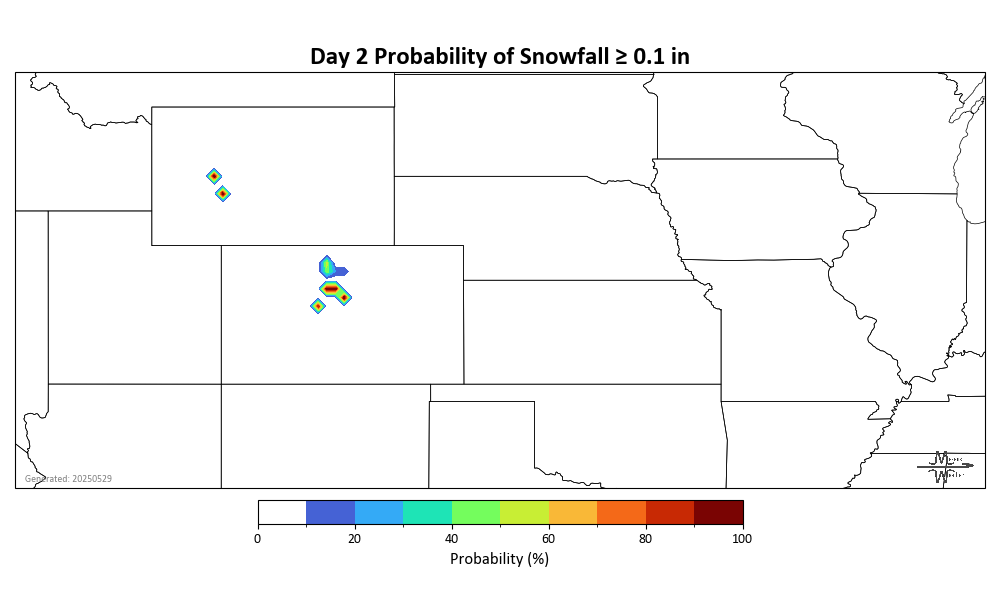 Day 2 Probability of Snowfall ≥ 0.1 in
Generated: 20250529
0 20 40 60 80 100
Probability (%)